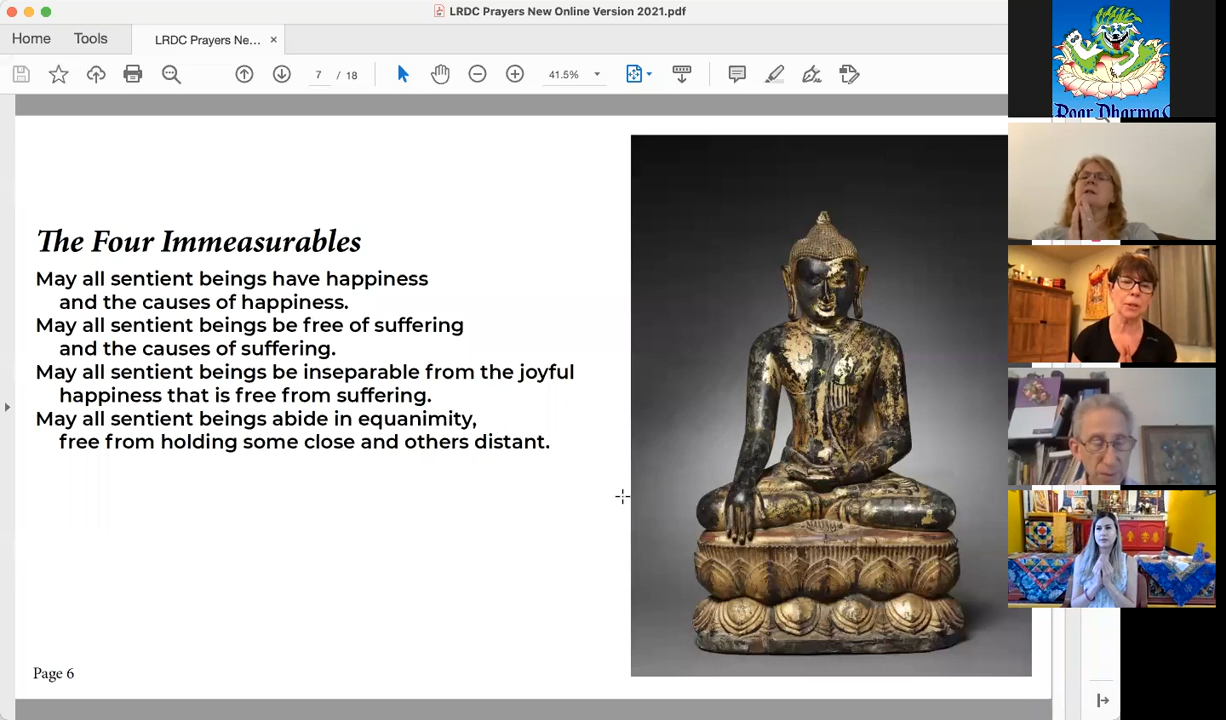 LRDC Prayers New Online Version 2021.pdf
Home Tools LRDC Prayers Ne... ×
7 / 18 41.5%
The Four Immeasurables
May all sentient beings have happiness
and the causes of happiness.
May all sentient beings be free of suffering
and the causes of suffering.
May all sentient beings be inseparable from the joyful
happiness that is free from suffering.
May all sentient beings abide in equanimity,
free from holding some close and others distant.
Page 6
Roar Dharma